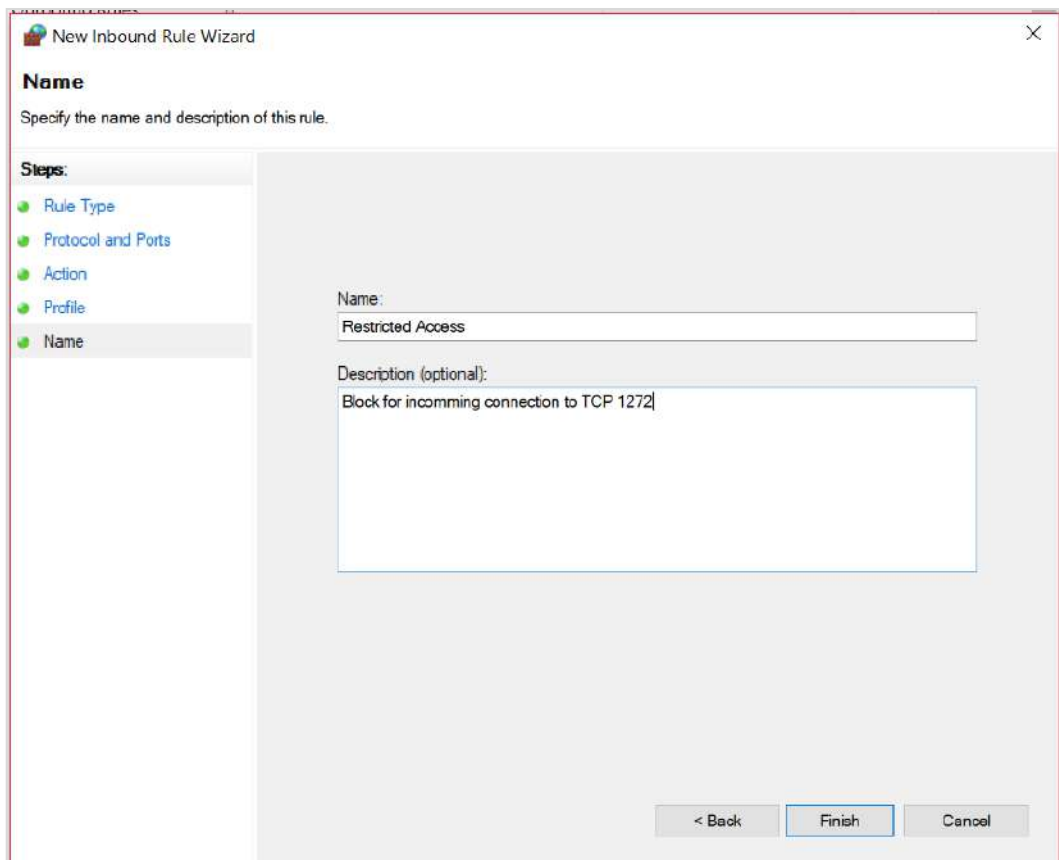 New Inbound Rule Wizard
Name
Specify the name and description of this rule.
Steps:
Rule Type
Protocol and Ports
Action
Profile
Name
Name:
Restricted Access
Description (optional):
Block for incomming connection to TCP 1272
< Back
Finish
Cancel